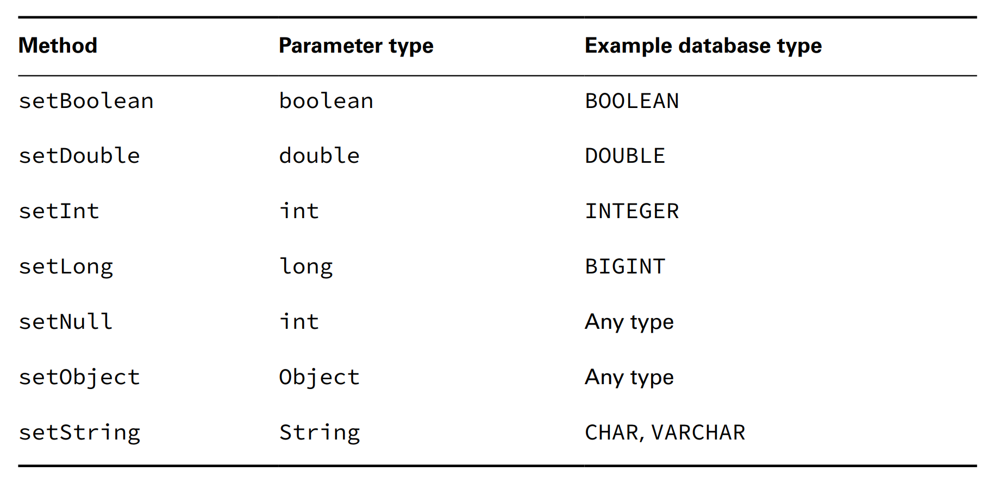 Method Parameter type Example database type
setBoolean boolean BOOLEAN
setDouble double DOUBLE
setInt int INTEGER
setLong long BIGINT
setNull int Any type
setObject Object Any type
setString String CHAR, VARCHAR